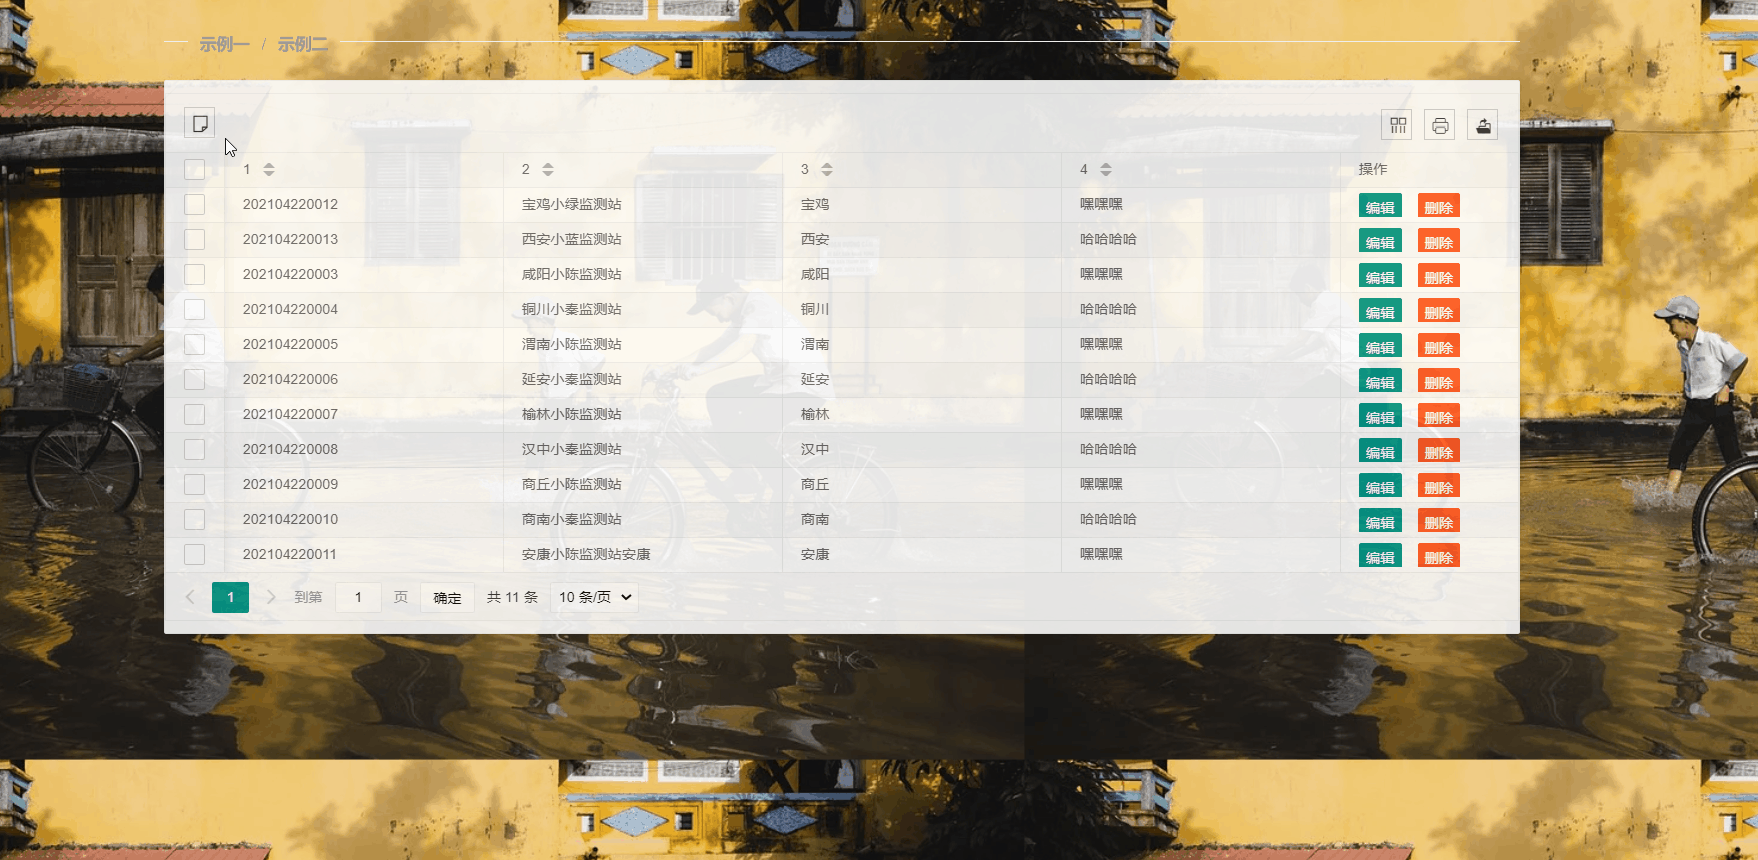 示例一 / 示例二
1 2 3 4 操作
202104220012 宝鸡小绿监测站 宝鸡 嘿嘿嘿 编辑 删除
202104220013 西安小蓝监测站 西安 哈哈哈哈 编辑 删除
202104220003 咸阳小陈监测站 咸阳 嘿嘿嘿 编辑 删除
202104220004 铜川小秦监测站 铜川 哈哈哈哈 编辑 删除
202104220005 渭南小陈监测站 渭南 嘿嘿嘿 编辑 删除
202104220006 延安小秦监测站 延安 哈哈哈哈 编辑 删除
202104220007 榆林小陈监测站 榆林 嘿嘿嘿 编辑 删除
202104220008 汉中小秦监测站 汉中 哈哈哈哈 编辑 删除
202104220009 商丘小陈监测站 商丘 嘿嘿嘿 编辑 删除
202104220010 商南小秦监测站 商南 哈哈哈哈 编辑 删除
202104220011 安康小陈监测站安康 安康 嘿嘿嘿 编辑 删除
1 到第 1 页 确定 共 11 条 10 条/页